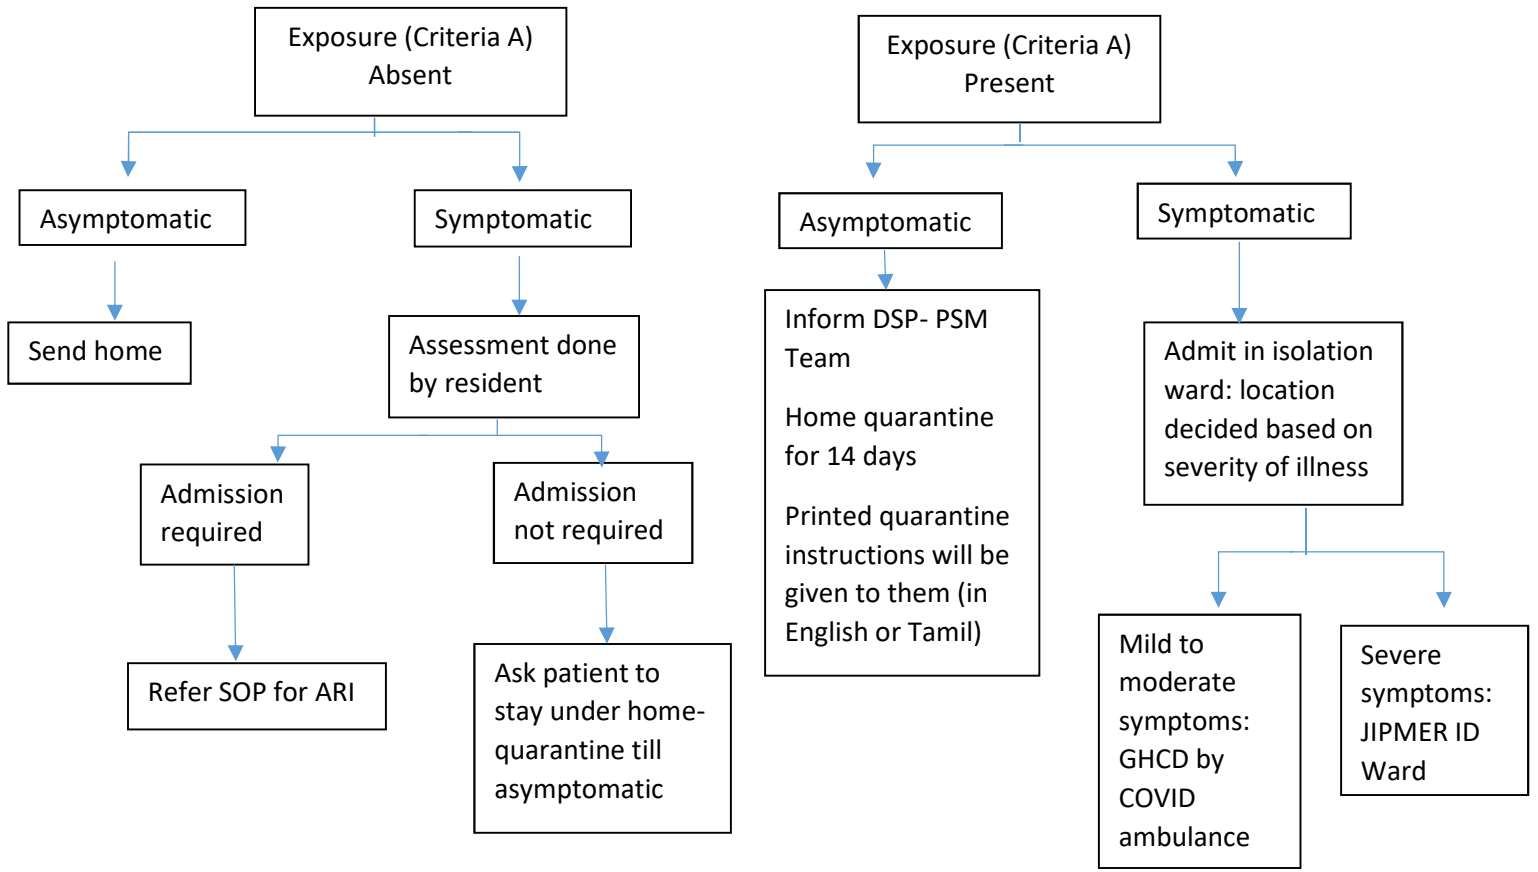 Exposure (Criteria A)
Absent
Asymptomatic
Symptomatic
Send home
Assessment done
by resident
Admission
required
Admission
not required
Refer SOP for ARI
Ask patient to
stay under home-
quarantine till
asymptomatic
Exposure (Criteria A)
Present
Asymptomatic
Symptomatic
Inform DSP- PSM
Team
Home quarantine
for 14 days
Printed quarantine
instructions will be
given to them (in
English or Tamil)
Admit in isolation
ward: location
decided based on
severity of illness
Mild to
moderate
symptoms:
GHCD by
COVID
ambulance
Severe
symptoms:
JIPMER ID
Ward